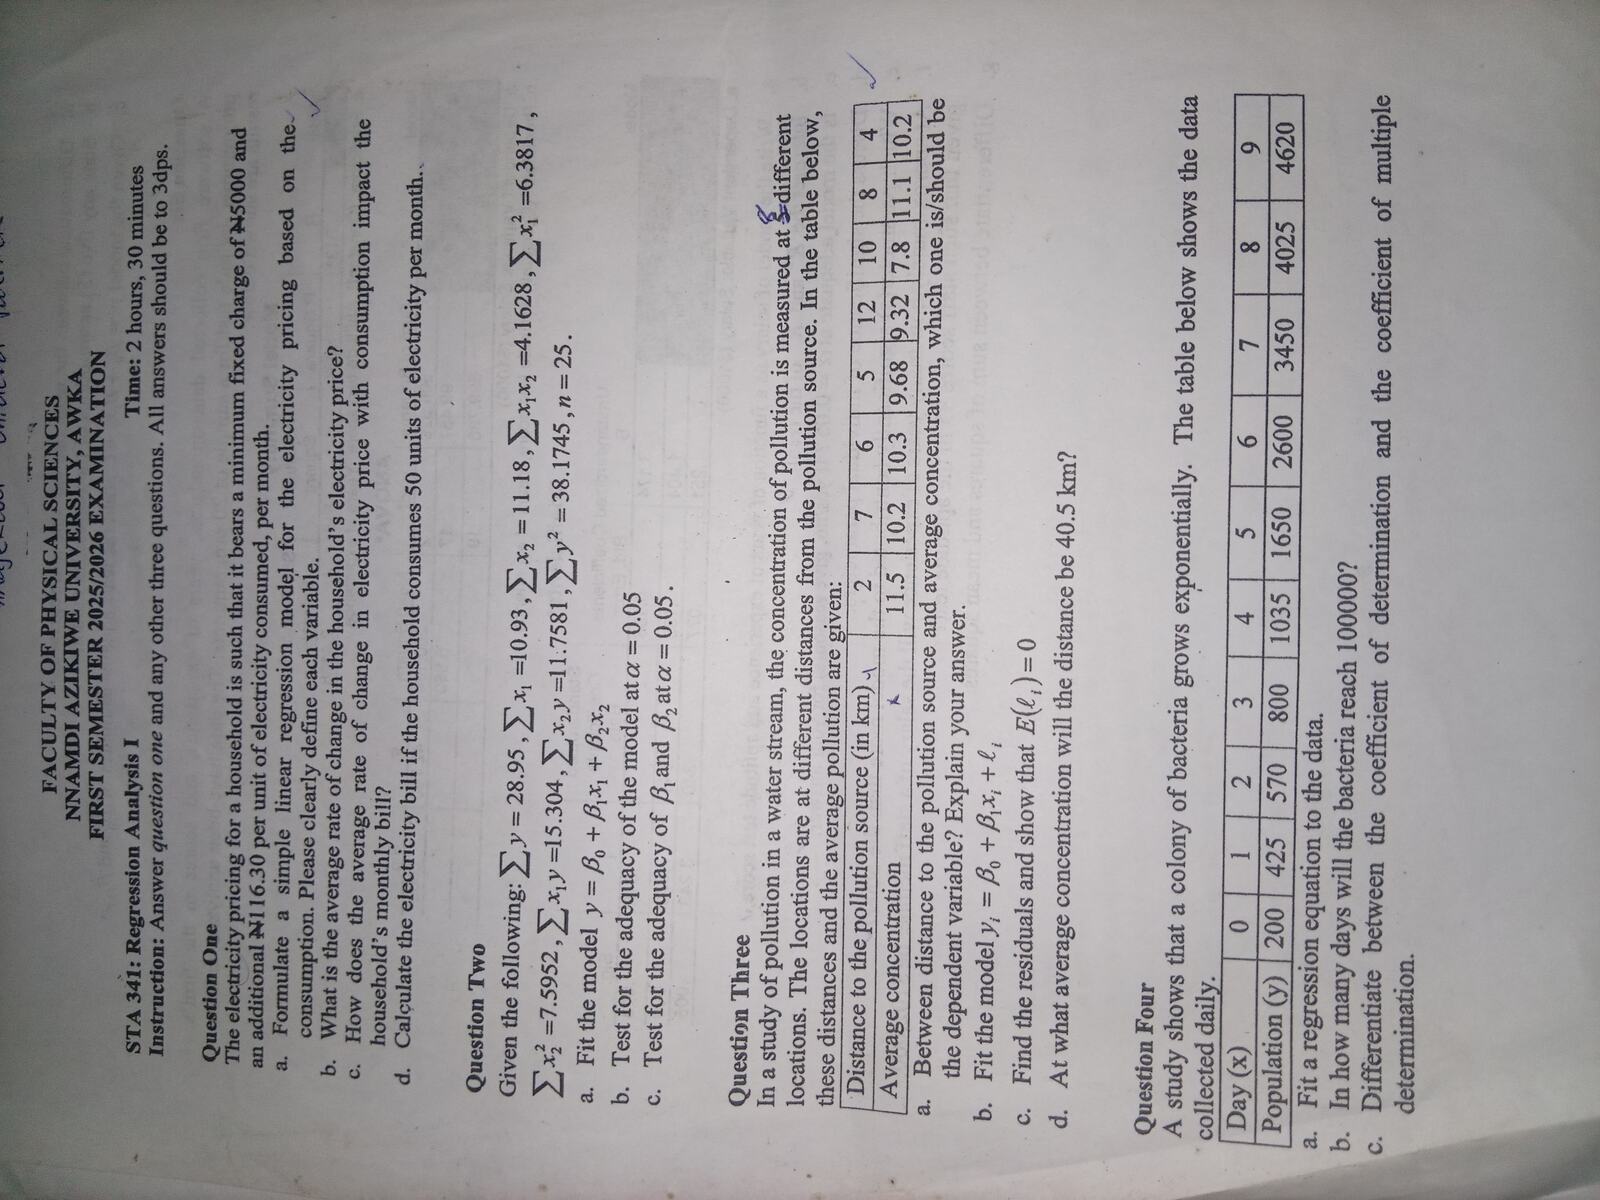 FACULTY OF PHYSICAL SCIENCES
NNAMDI AZIKIWE UNIVERSITY, AWKA
FIRST SEMESTER 2025/2026 EXAMINATION
STA 341: Regression Analysis I Time: 2 hours, 30 minutes
Instruction: Answer question one and any other three questions. All answers should be to 3dps.
Question One
The electricity pricing for a household is such that it bears a minimum fixed charge of ₦5000 and
an additional ₦116.30 per unit of electricity consumed, per month.
a. Formulate a simple linear regression model for the electricity pricing based on the
consumption. Please clearly define each variable.
b. What is the average rate of change in the household's electricity price?
c. How does the average rate of change in electricity price with consumption impact the
household's monthly bill?
d. Calculate the electricity bill if the household consumes 50 units of electricity per month.
Question Two
Given the following: ∑y = 28.95, ∑x₁ =10.93, ∑x₂ = 11.18, ∑x₁x₂ =4.1628, ∑x₁² =6.3817,
∑x₂² =7.5952, ∑x₁y =15.304, ∑x₂y =11.7581, ∑y² = 38.1745, n = 25.
a. Fit the model y = β₀ + β₁x₁ + β₂x₂
b. Test for the adequacy of the model at α = 0.05
c. Test for the adequacy of β₁ and β₂ at α = 0.05.
Question Three
In a study of pollution in a water stream, the concentration of pollution is measured at 8 different
locations. The locations are at different distances from the pollution source. In the table below,
these distances and the average pollution are given:
Distance to the pollution source (in km) 2 7 6 5 12 10 8 4
Average concentration 11.5 10.2 10.3 9.68 9.32 7.8 11.1 10.2
a. Between distance to the pollution source and average concentration, which one is/should be
the dependent variable? Explain your answer.
b. Fit the model yᵢ = β₀ + β₁xᵢ + ℓᵢ
c. Find the residuals and show that E(ℓᵢ) = 0
d. At what average concentration will the distance be 40.5 km?
Question Four
A study shows that a colony of bacteria grows exponentially. The table below shows the data
collected daily.
Day (x) 0 1 2 3 4 5 6 7 8 9
Population (y) 200 425 570 800 1035 1650 2600 3450 4025 4620
a. Fit a regression equation to the data.
b. In how many days will the bacteria reach 100000?
c. Differentiate between the coefficient of determination and the coefficient of multiple
determination.